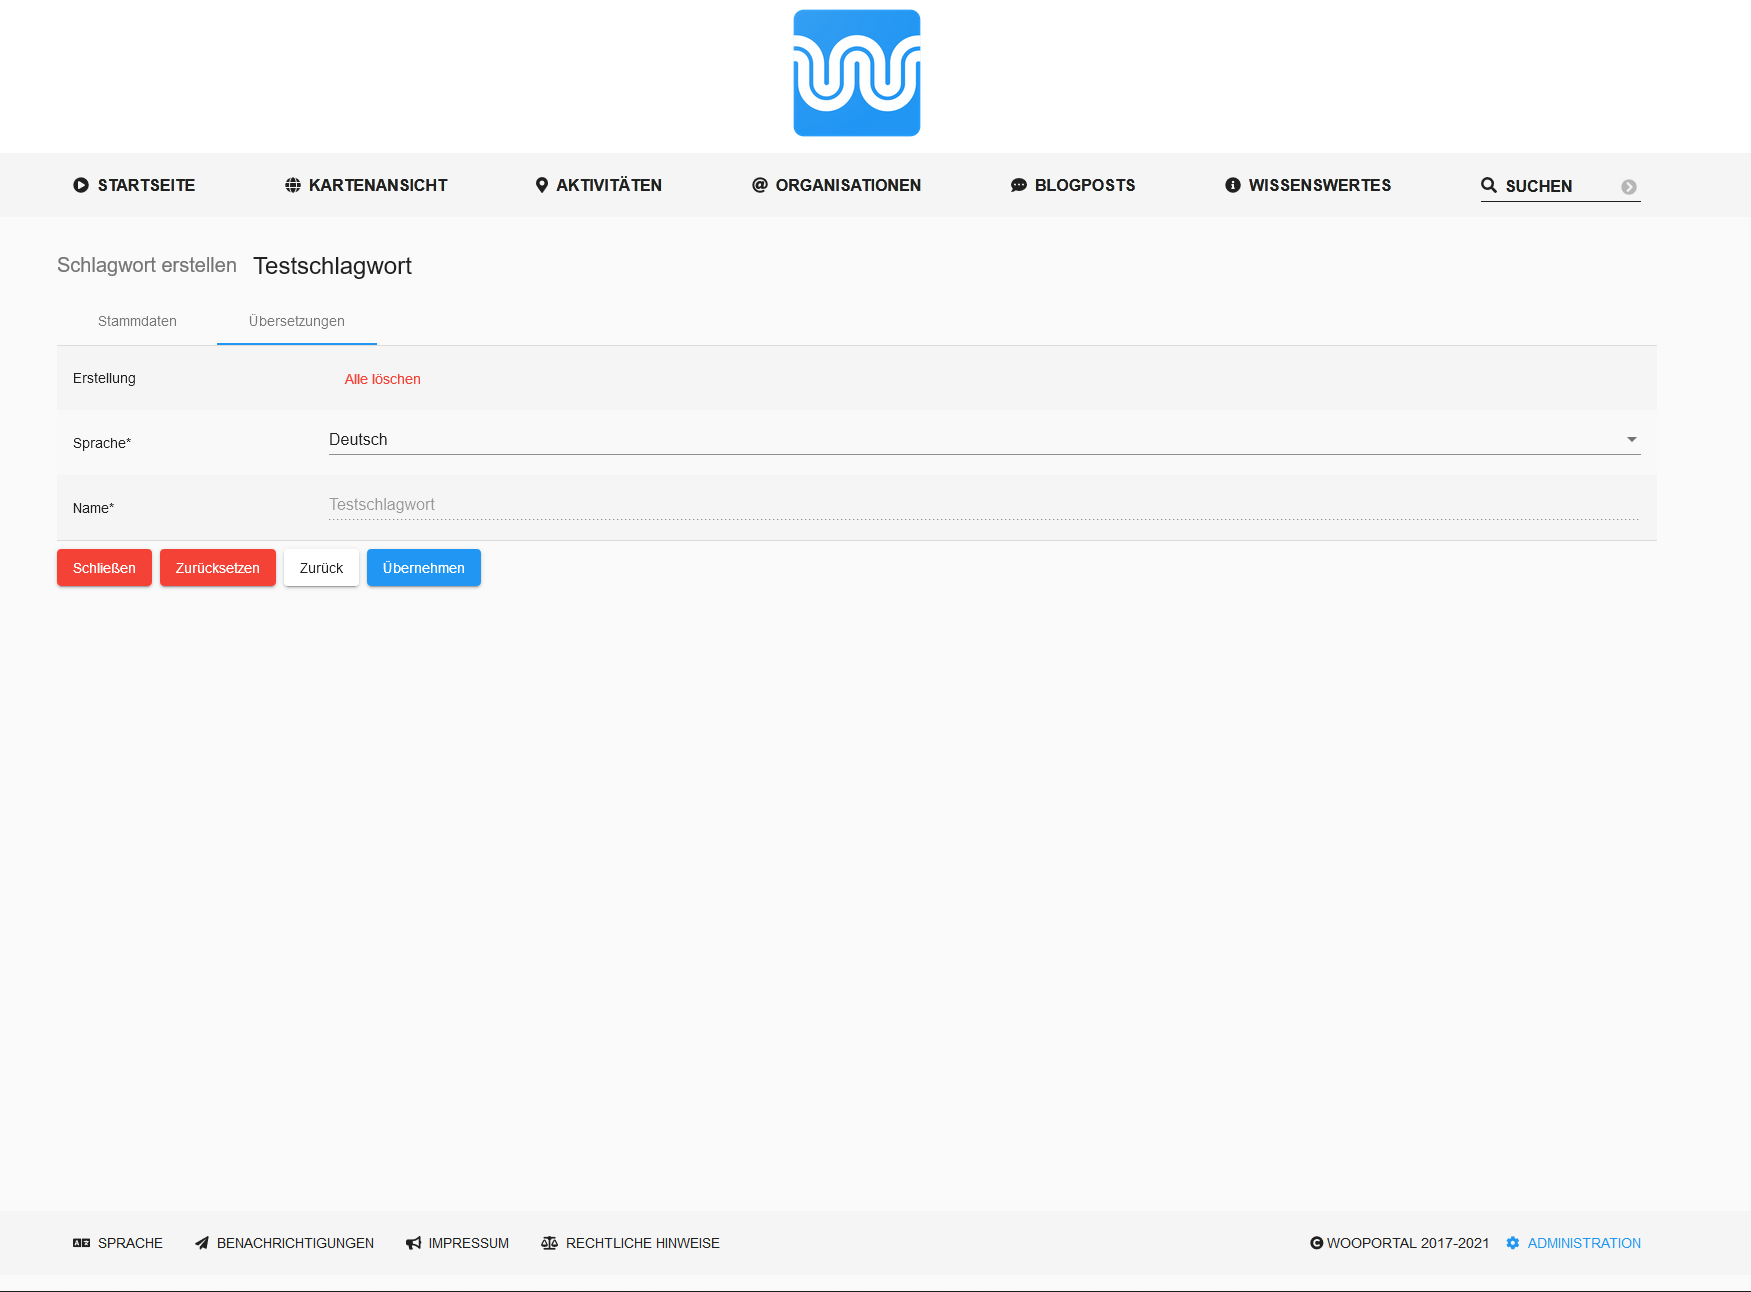 STARTSEITE KARTENANSICHT AKTIVITÄTEN ORGANISATIONEN BLOGPOSTS WISSENSWERTES SUCHEN
Schlagwort erstellen Testschlagwort
Stammdaten Übersetzungen
Erstellung Alle löschen
Sprache* Deutsch
Name* Testschlagwort
Schließen Zurücksetzen Zurück Übernehmen
SPRACHE BENACHRICHTIGUNGEN IMPRESSUM RECHTLICHE HINWEISE WOOPORTAL 2017-2021 ADMINISTRATION